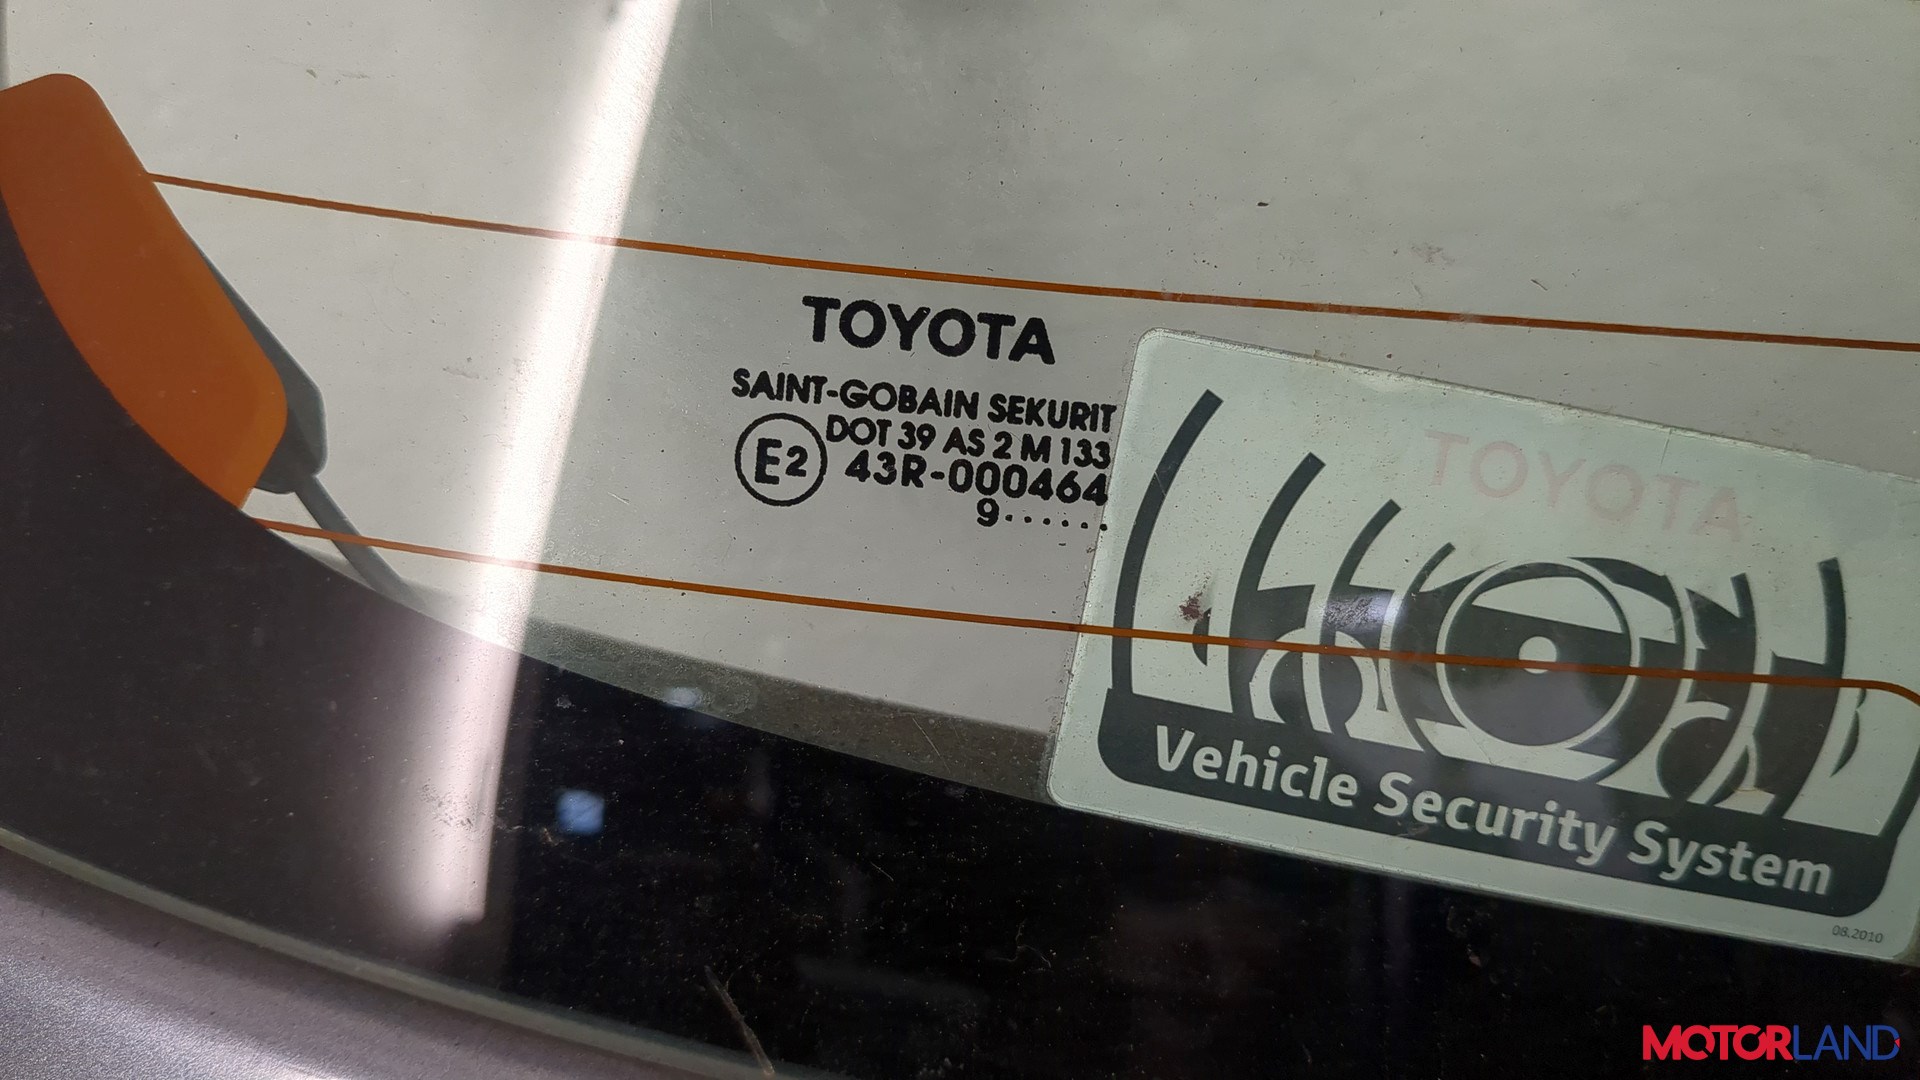 TOYOTA
SAINT-GOBAIN SEKURIT
DOT 39 AS 2 M 133
E2 43R-000464
9......
TOYOTA
Vehicle Security System
08.2010
MOTORLAND